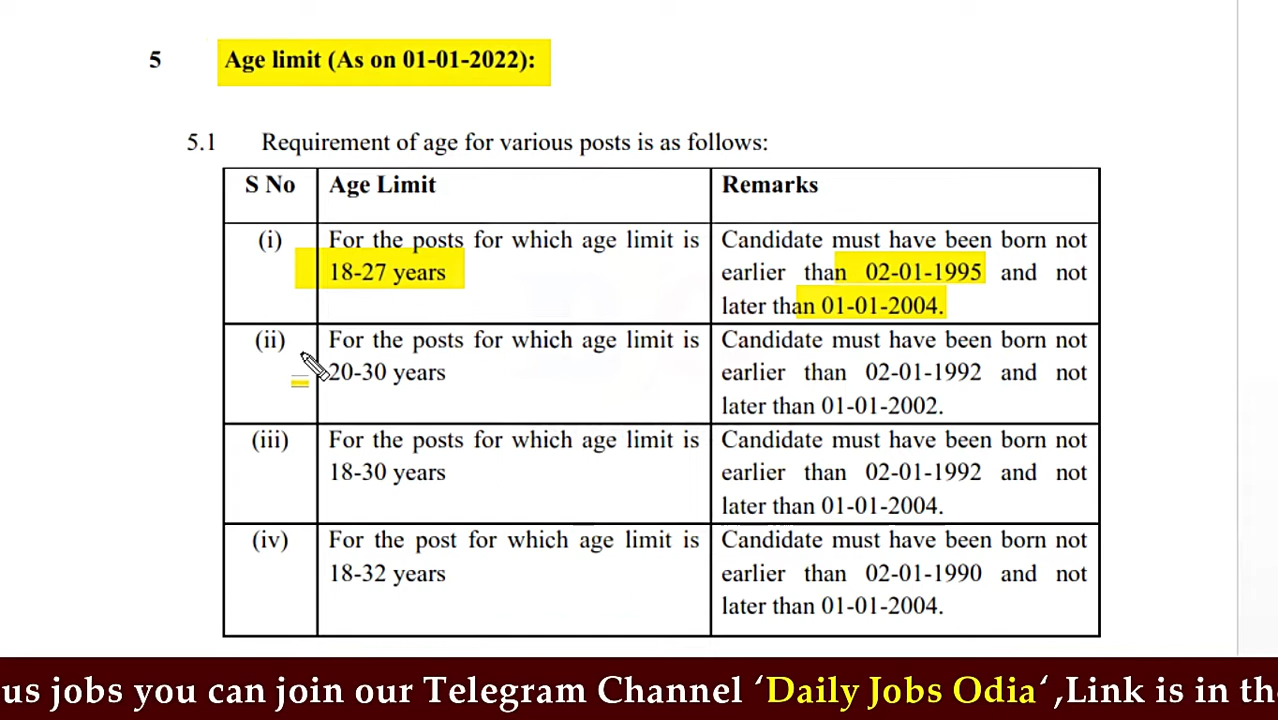 5 Age limit (As on 01-01-2022):
5.1 Requirement of age for various posts is as follows:
S No Age Limit Remarks
(i) For the posts for which age limit is Candidate must have been born not
18-27 years earlier than 02-01-1995 and not
later than 01-01-2004.
(ii) For the posts for which age limit is Candidate must have been born not
20-30 years earlier than 02-01-1992 and not
later than 01-01-2002.
(iii) For the posts for which age limit is Candidate must have been born not
18-30 years earlier than 02-01-1992 and not
later than 01-01-2004.
(iv) For the post for which age limit is Candidate must have been born not
18-32 years earlier than 02-01-1990 and not
later than 01-01-2004.
us jobs you can join our Telegram Channel ‘Daily Jobs Odia‘,Link is in th